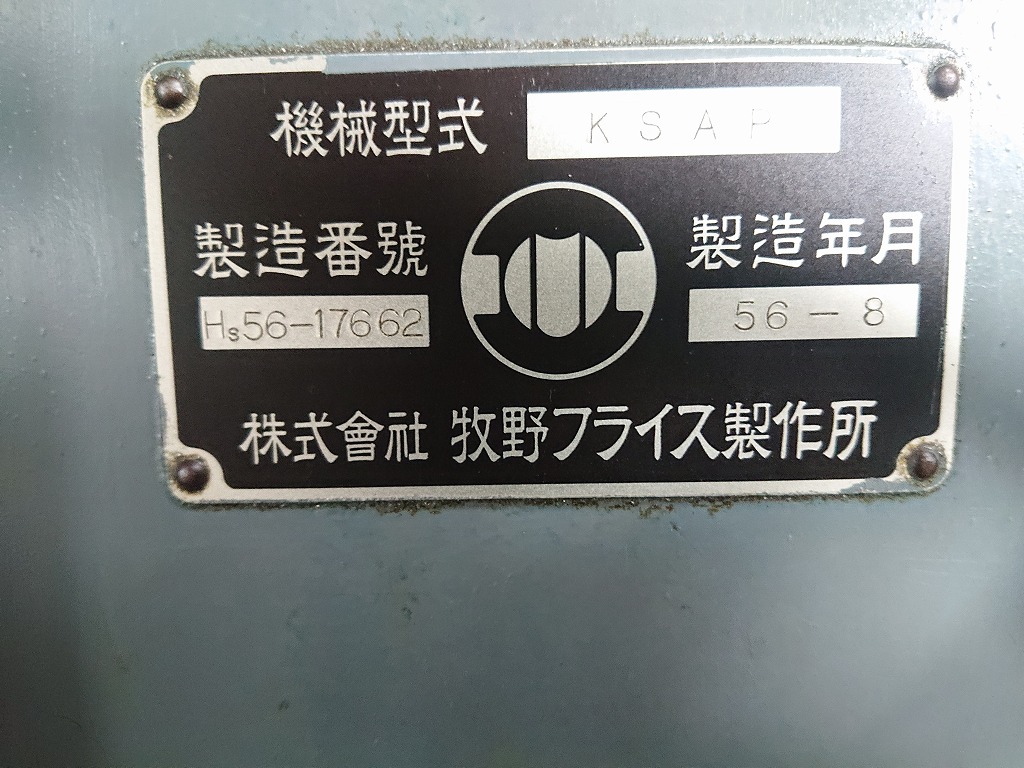 機械型式 KSAP
製造番號 製造年月
Hs56-17662 56-8
株式會社 牧野フライス製作所